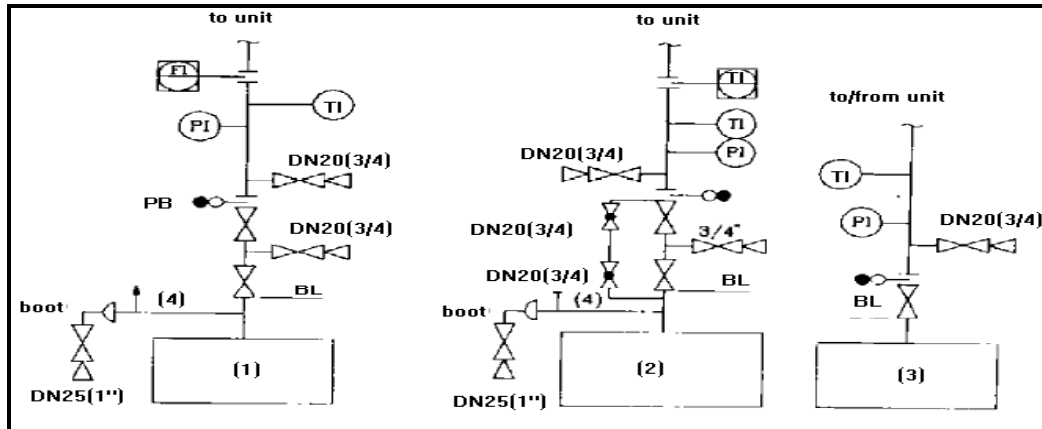 to unit
FI
TI
PI
DN20(3/4)
PB
DN20(3/4)
BL
(4)
boot
(1)
DN25(1")
to unit
TI
TI
PI
DN20(3/4)
DN20(3/4)
3/4"
DN20(3/4)
BL
(4)
boot
(2)
DN25(1")
to/from unit
TI
PI
DN20(3/4)
BL
(3)